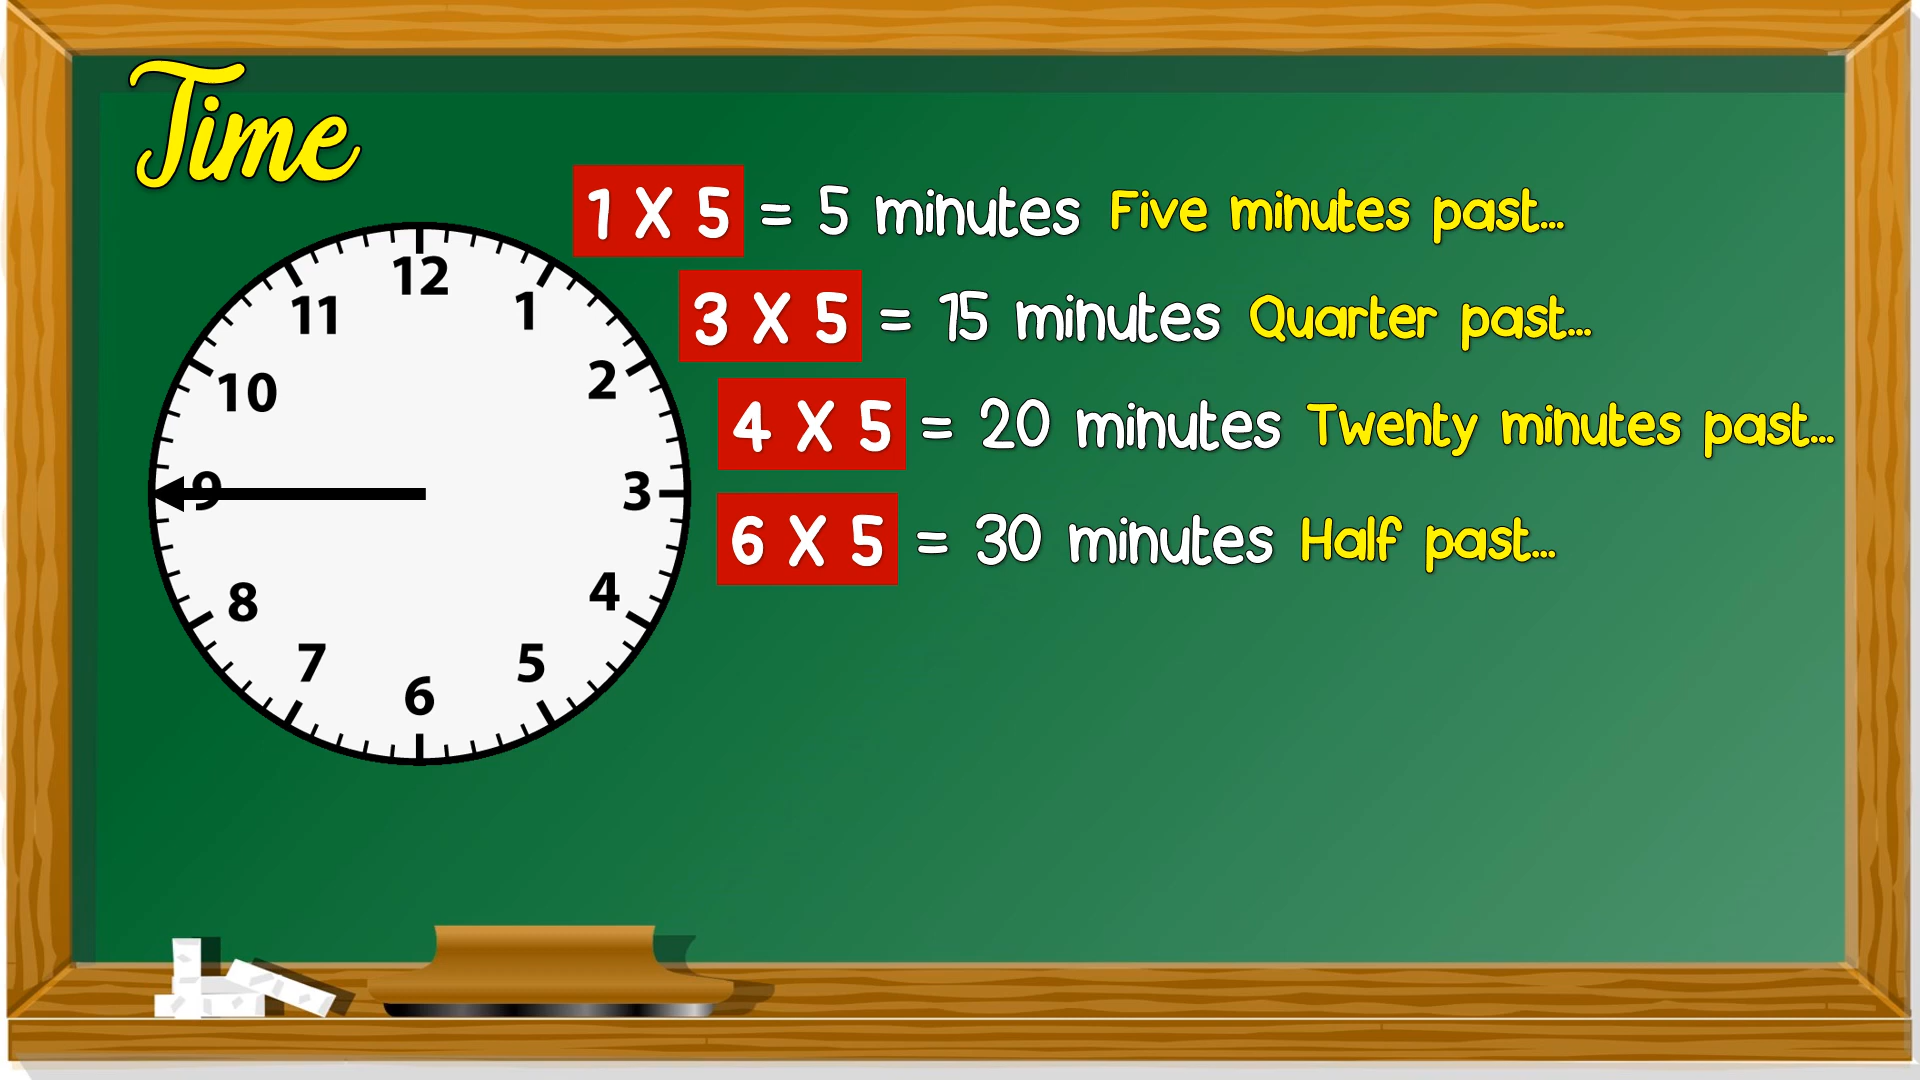 Time
1 X 5 = 5 minutes Five minutes past...
3 X 5 = 15 minutes Quarter past...
4 X 5 = 20 minutes Twenty minutes past...
6 X 5 = 30 minutes Half past...
12
11 1
10 2
9 3
8 4
7 5
6